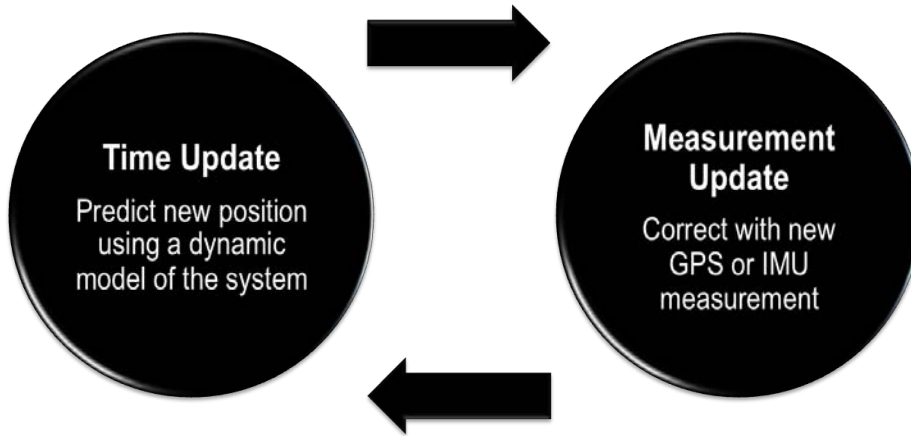 Time Update
Predict new position
using a dynamic
model of the system
Measurement
Update
Correct with new
GPS or IMU
measurement